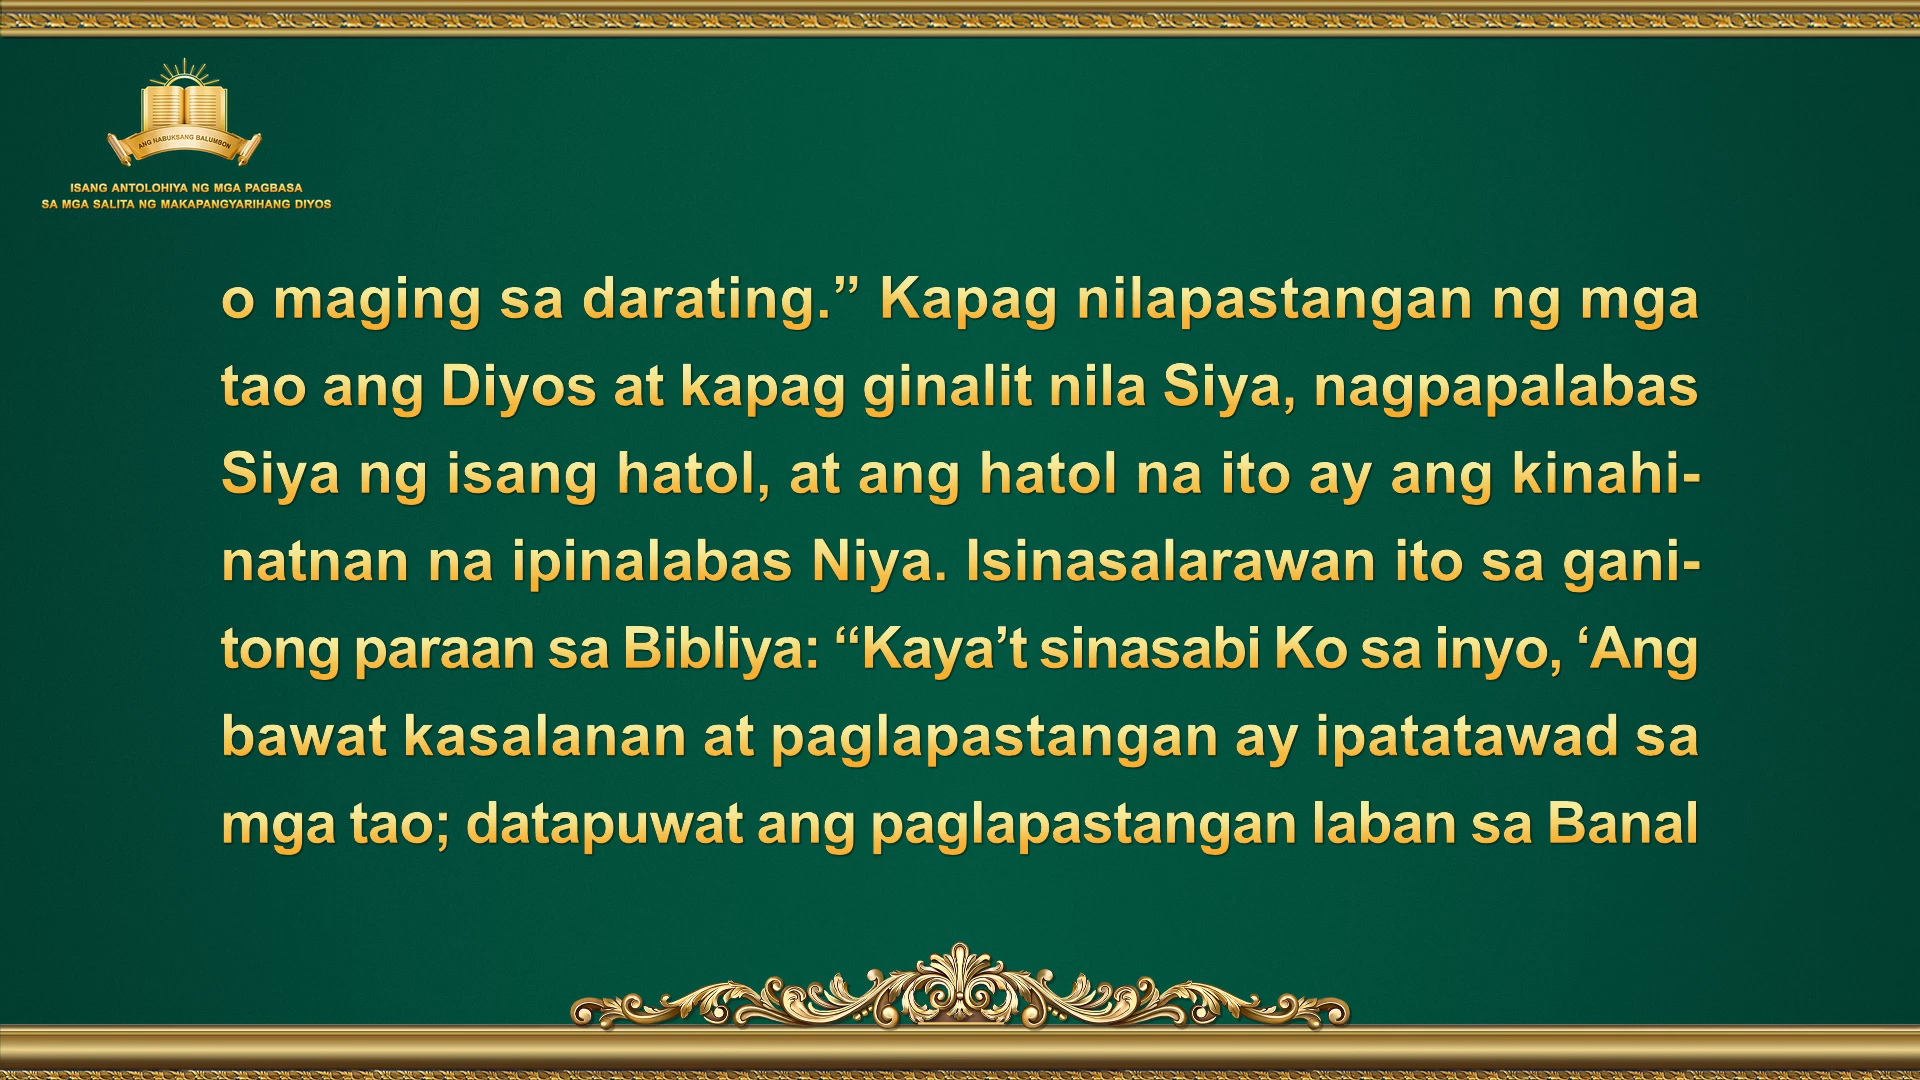 ANG NABUKSANG BALUMBON
ISANG ANTOLOHIYA NG MGA PAGBASA
SA MGA SALITA NG MAKAPANGYARIHANG DIYOS
o maging sa darating.” Kapag nilapastangan ng mga
tao ang Diyos at kapag ginalit nila Siya, nagpapalabas
Siya ng isang hatol, at ang hatol na ito ay ang kinahi-
natnan na ipinalabas Niya. Isinasalarawan ito sa gani-
tong paraan sa Bibliya: “Kaya’t sinasabi Ko sa inyo, ‘Ang
bawat kasalanan at paglapastangan ay ipatatawad sa
mga tao; datapuwat ang paglapastangan laban sa Banal